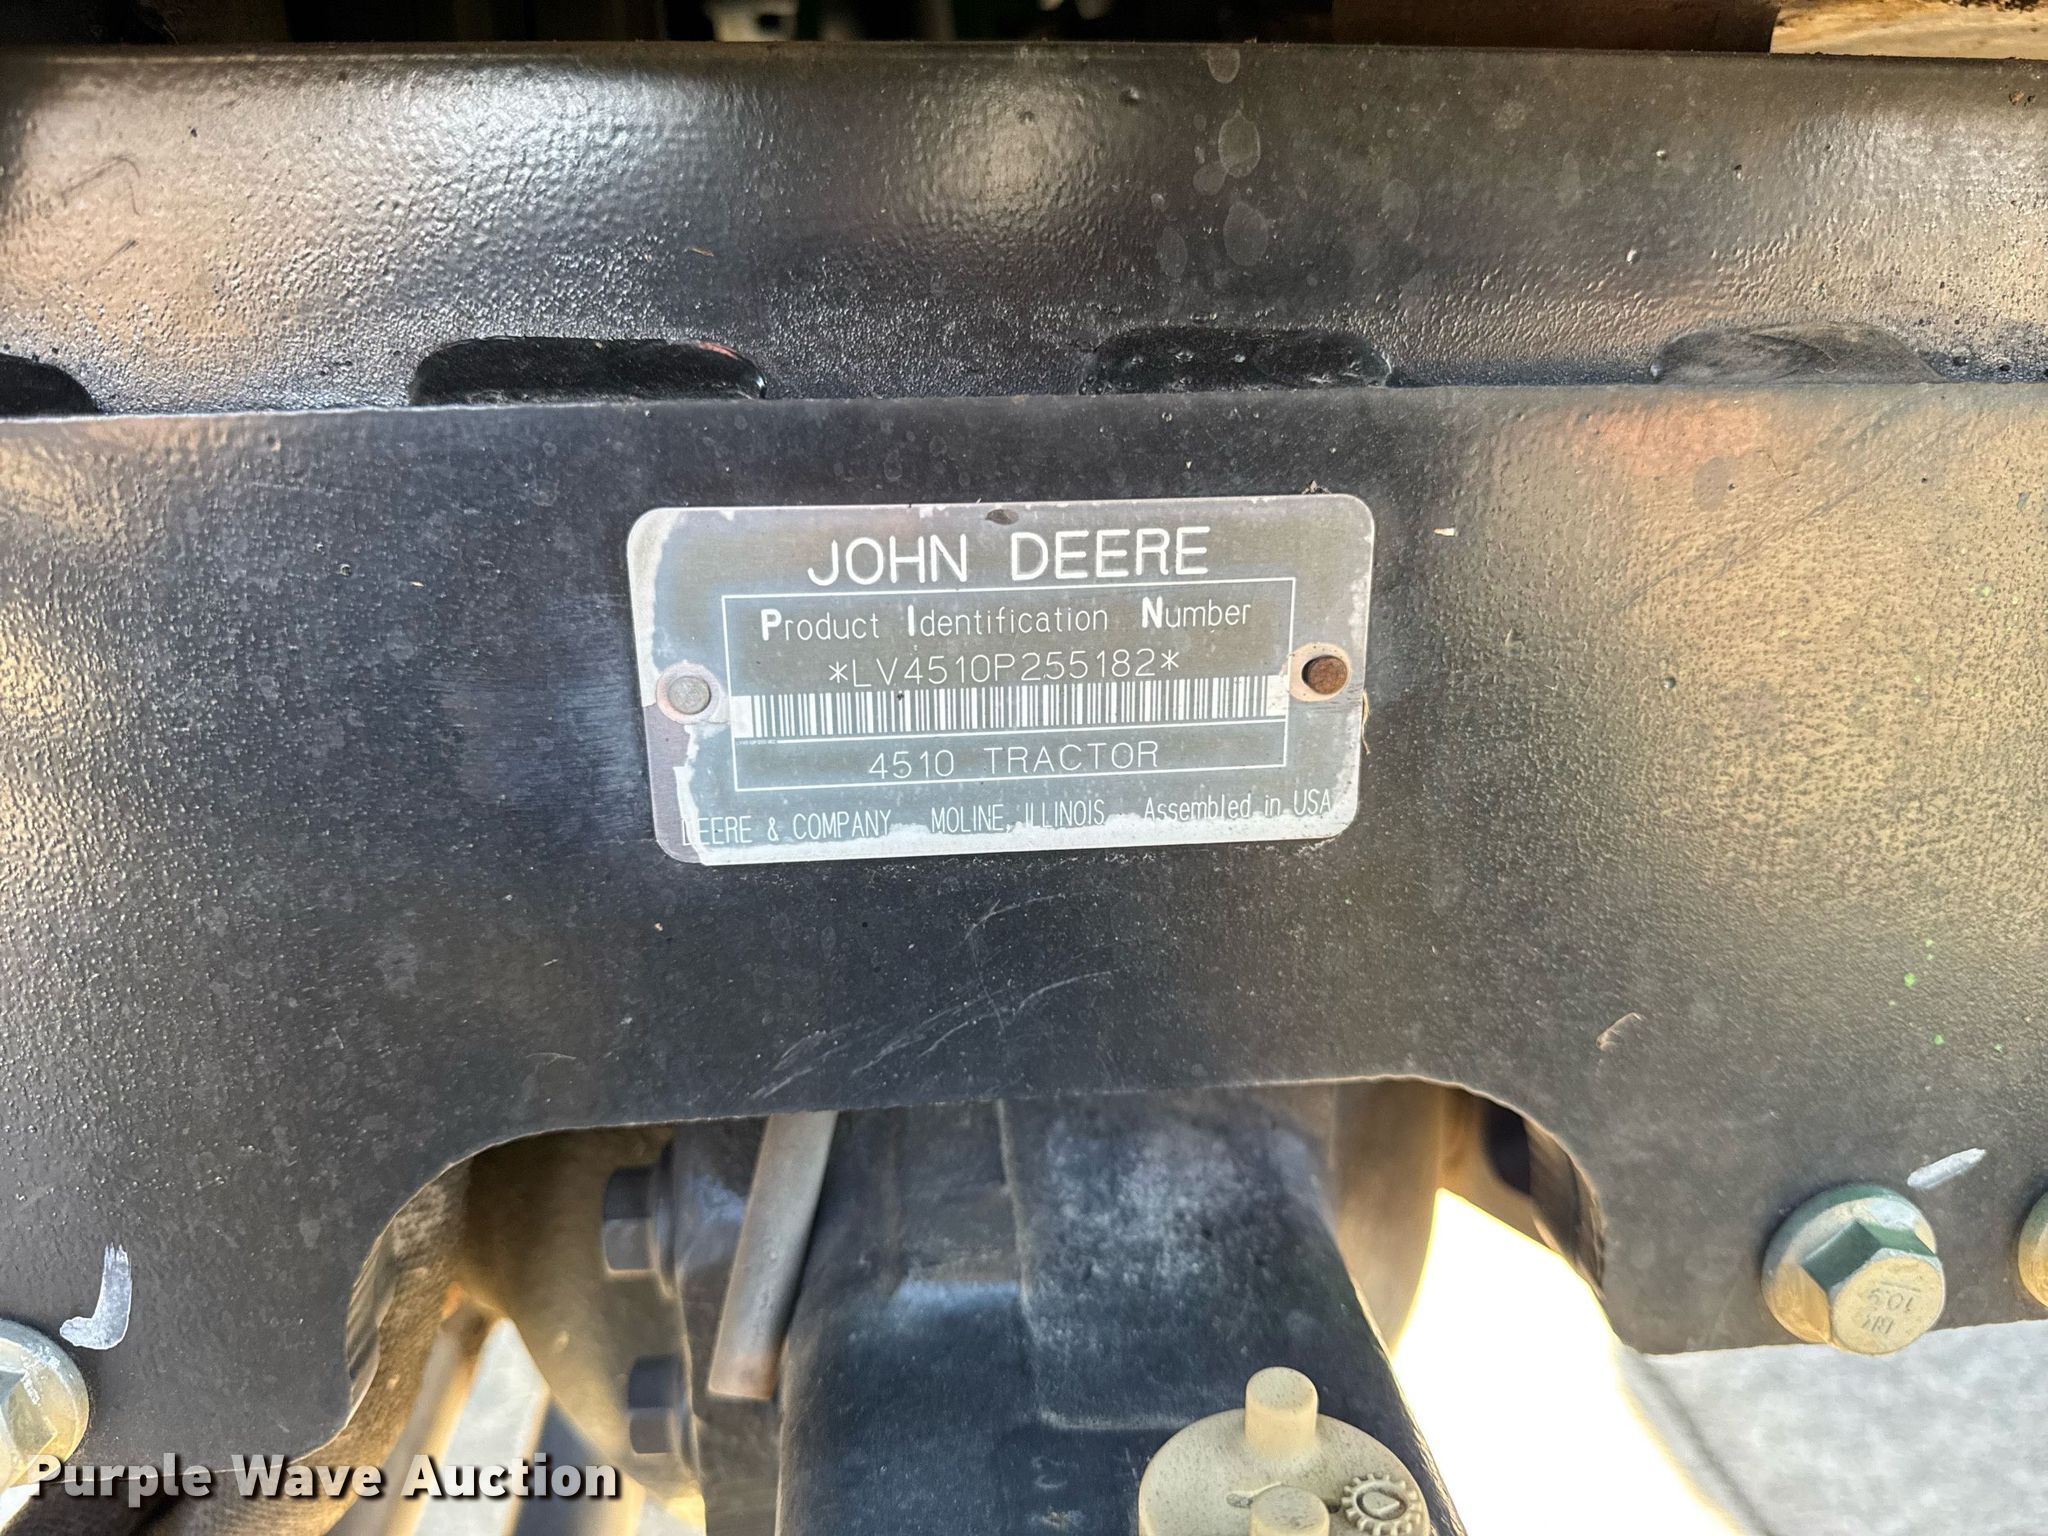 JOHN DEERE
Product Identification Number
*LV4510P255182*
4510 TRACTOR
DEERE & COMPANY MOLINE, ILLINOIS Assembled in USA
10.9
Purple Wave Auction